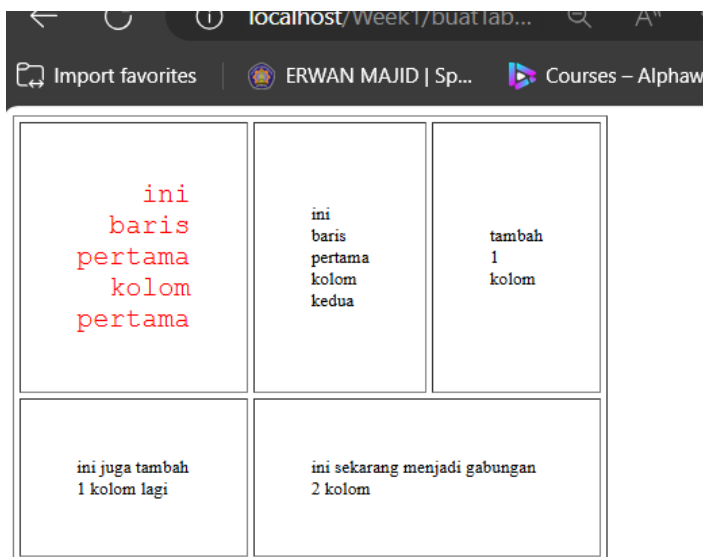 localhost/Week1/buatTab...
Import favorites
ERWAN MAJID | Sp...
Courses – Alphaw
ini
baris
pertama
kolom
pertama
ini
baris
pertama
kolom
kedua
tambah
1
kolom
ini juga tambah
1 kolom lagi
ini sekarang menjadi gabungan
2 kolom